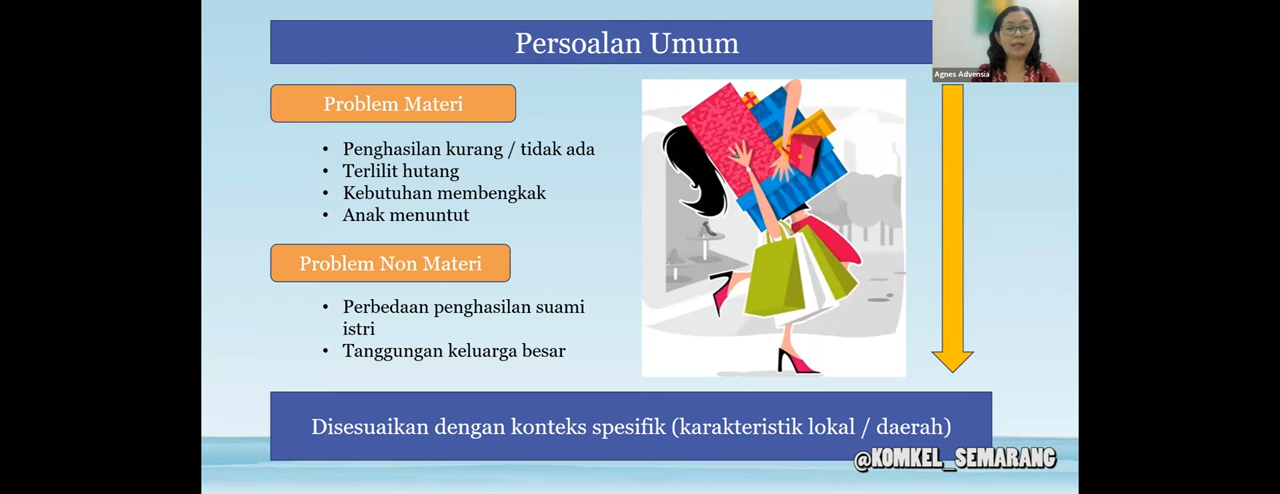 Persoalan Umum
Agnes Advensia
Problem Materi
• Penghasilan kurang / tidak ada
• Terlilit hutang
• Kebutuhan membengkak
• Anak menuntut
Problem Non Materi
• Perbedaan penghasilan suami
istri
• Tanggungan keluarga besar
Disesuaikan dengan konteks spesifik (karakteristik lokal / daerah)
@KOMKEL_SEMARANG